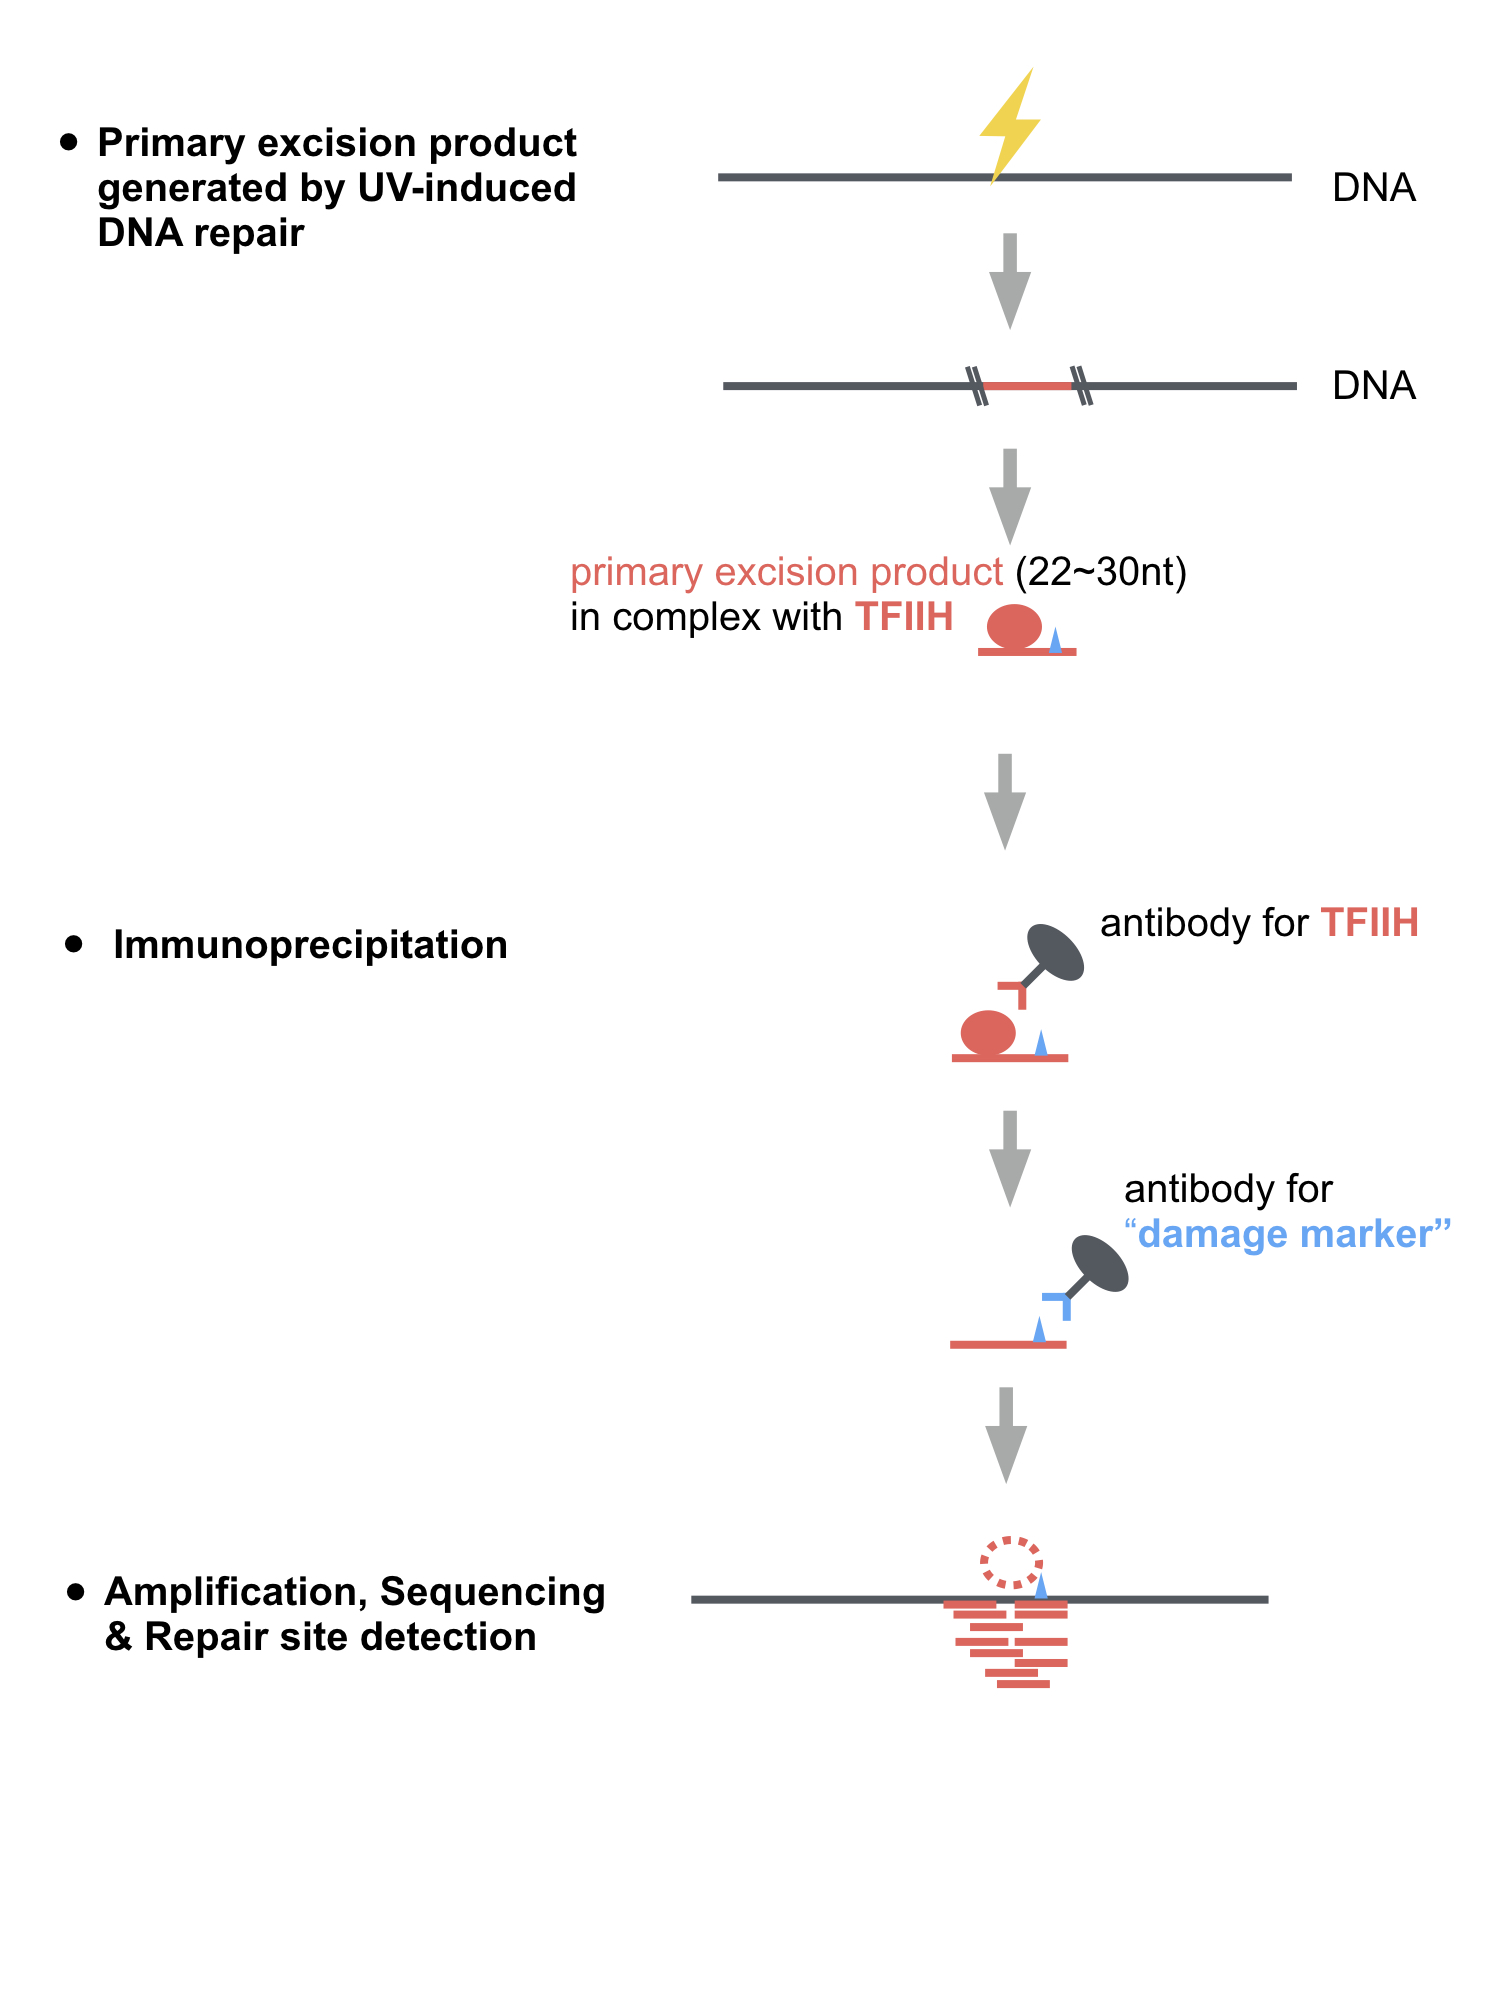 ● Primary excision product
generated by UV-induced
DNA repair
DNA
DNA
primary excision product (22~30nt)
in complex with TFIIH
● Immunoprecipitation
antibody for TFIIH
antibody for
“damage marker”
● Amplification, Sequencing
& Repair site detection